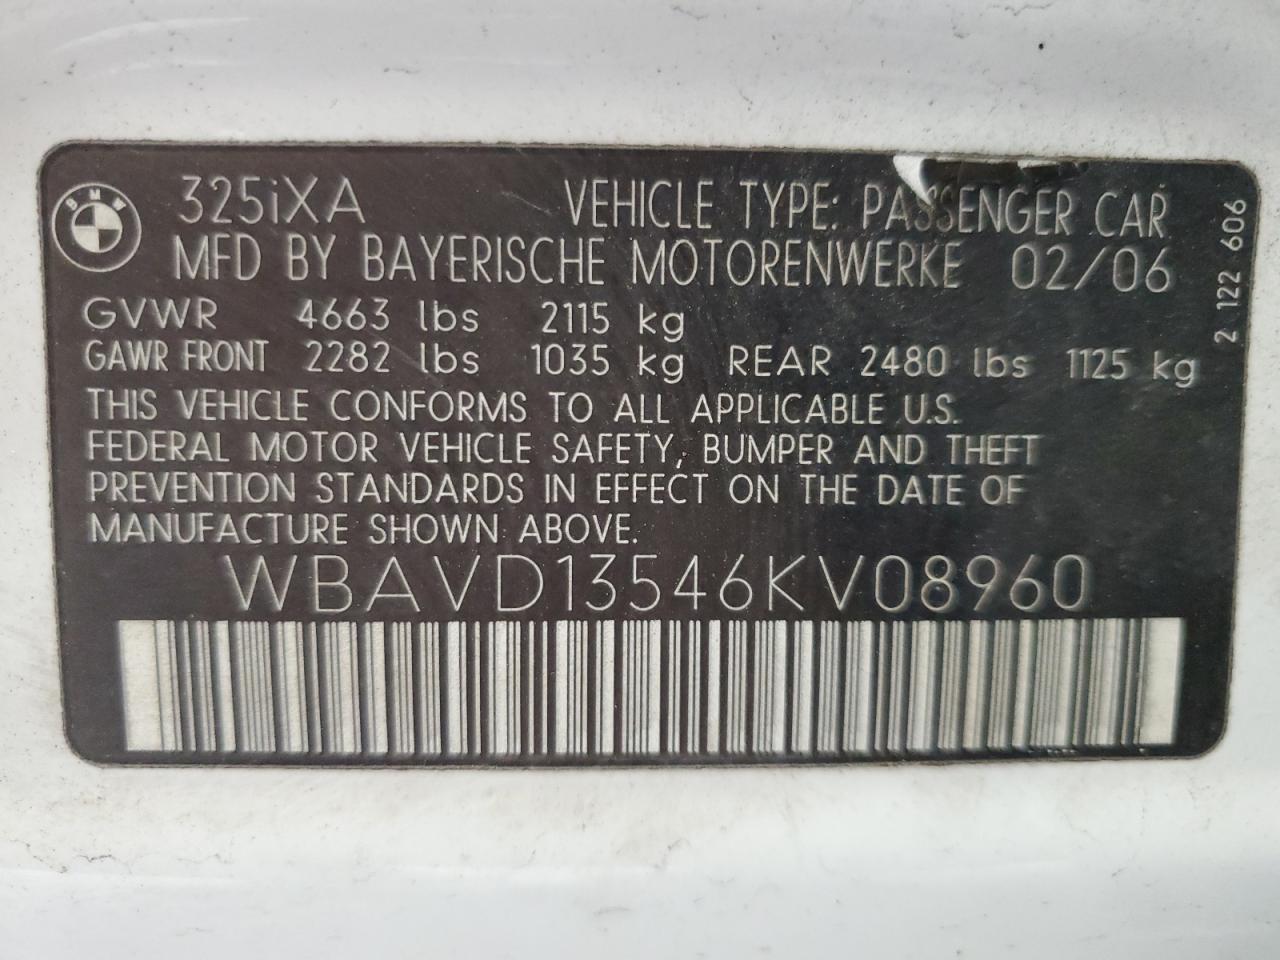 BMW
325iXA VEHICLE TYPE: PASSENGER CAR
MFD BY BAYERISCHE MOTORENWERKE 02/06
GVWR 4663 lbs 2115 kg
GAWR FRONT 2282 lbs 1035 kg REAR 2480 lbs 1125 kg
THIS VEHICLE CONFORMS TO ALL APPLICABLE U.S.
FEDERAL MOTOR VEHICLE SAFETY, BUMPER AND THEFT
PREVENTION STANDARDS IN EFFECT ON THE DATE OF
MANUFACTURE SHOWN ABOVE.
WBAVD13546KV08960
2 122 606